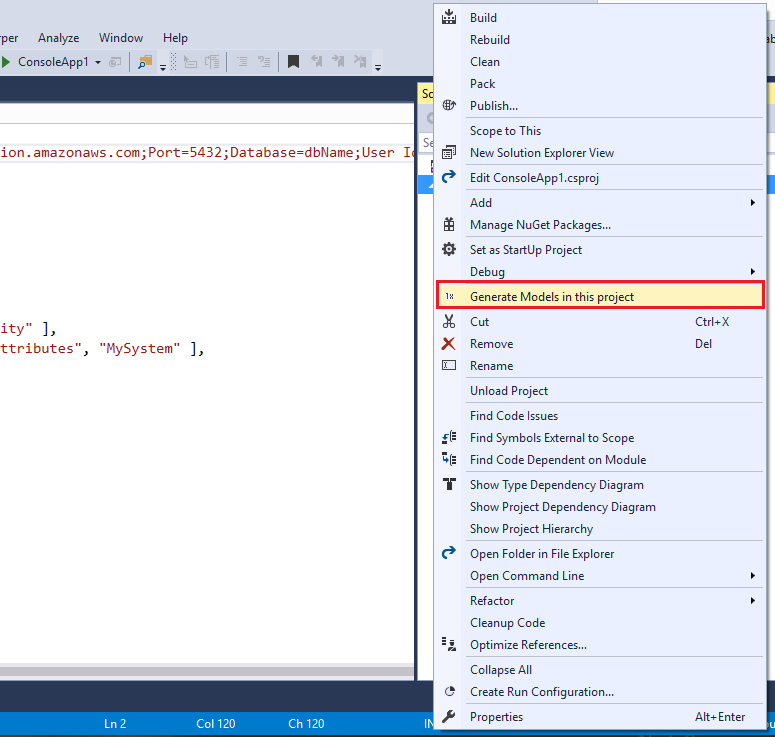 Build
Rebuild
per Analyze Window Help
Clean
ConsoleApp1
Pack
Publish...
Scope to This
ion.amazonaws.com;Port=5432;Database=dbName;User Id
New Solution Explorer View
Edit ConsoleApp1.csproj
Add
Manage NuGet Packages...
Set as StartUp Project
Debug
Generate Models in this project
Cut Ctrl+X
ity" ],
Remove Del
ttributes", "MySystem" ],
Rename
Unload Project
Find Code Issues
Find Symbols External to Scope
Find Code Dependent on Module
Show Type Dependency Diagram
Show Project Dependency Diagram
Show Project Hierarchy
Open Folder in File Explorer
Open Command Line
Refactor
Cleanup Code
Optimize References...
Collapse All
Create Run Configuration...
Ln 2 Col 120 Ch 120 IN
Properties Alt+Enter